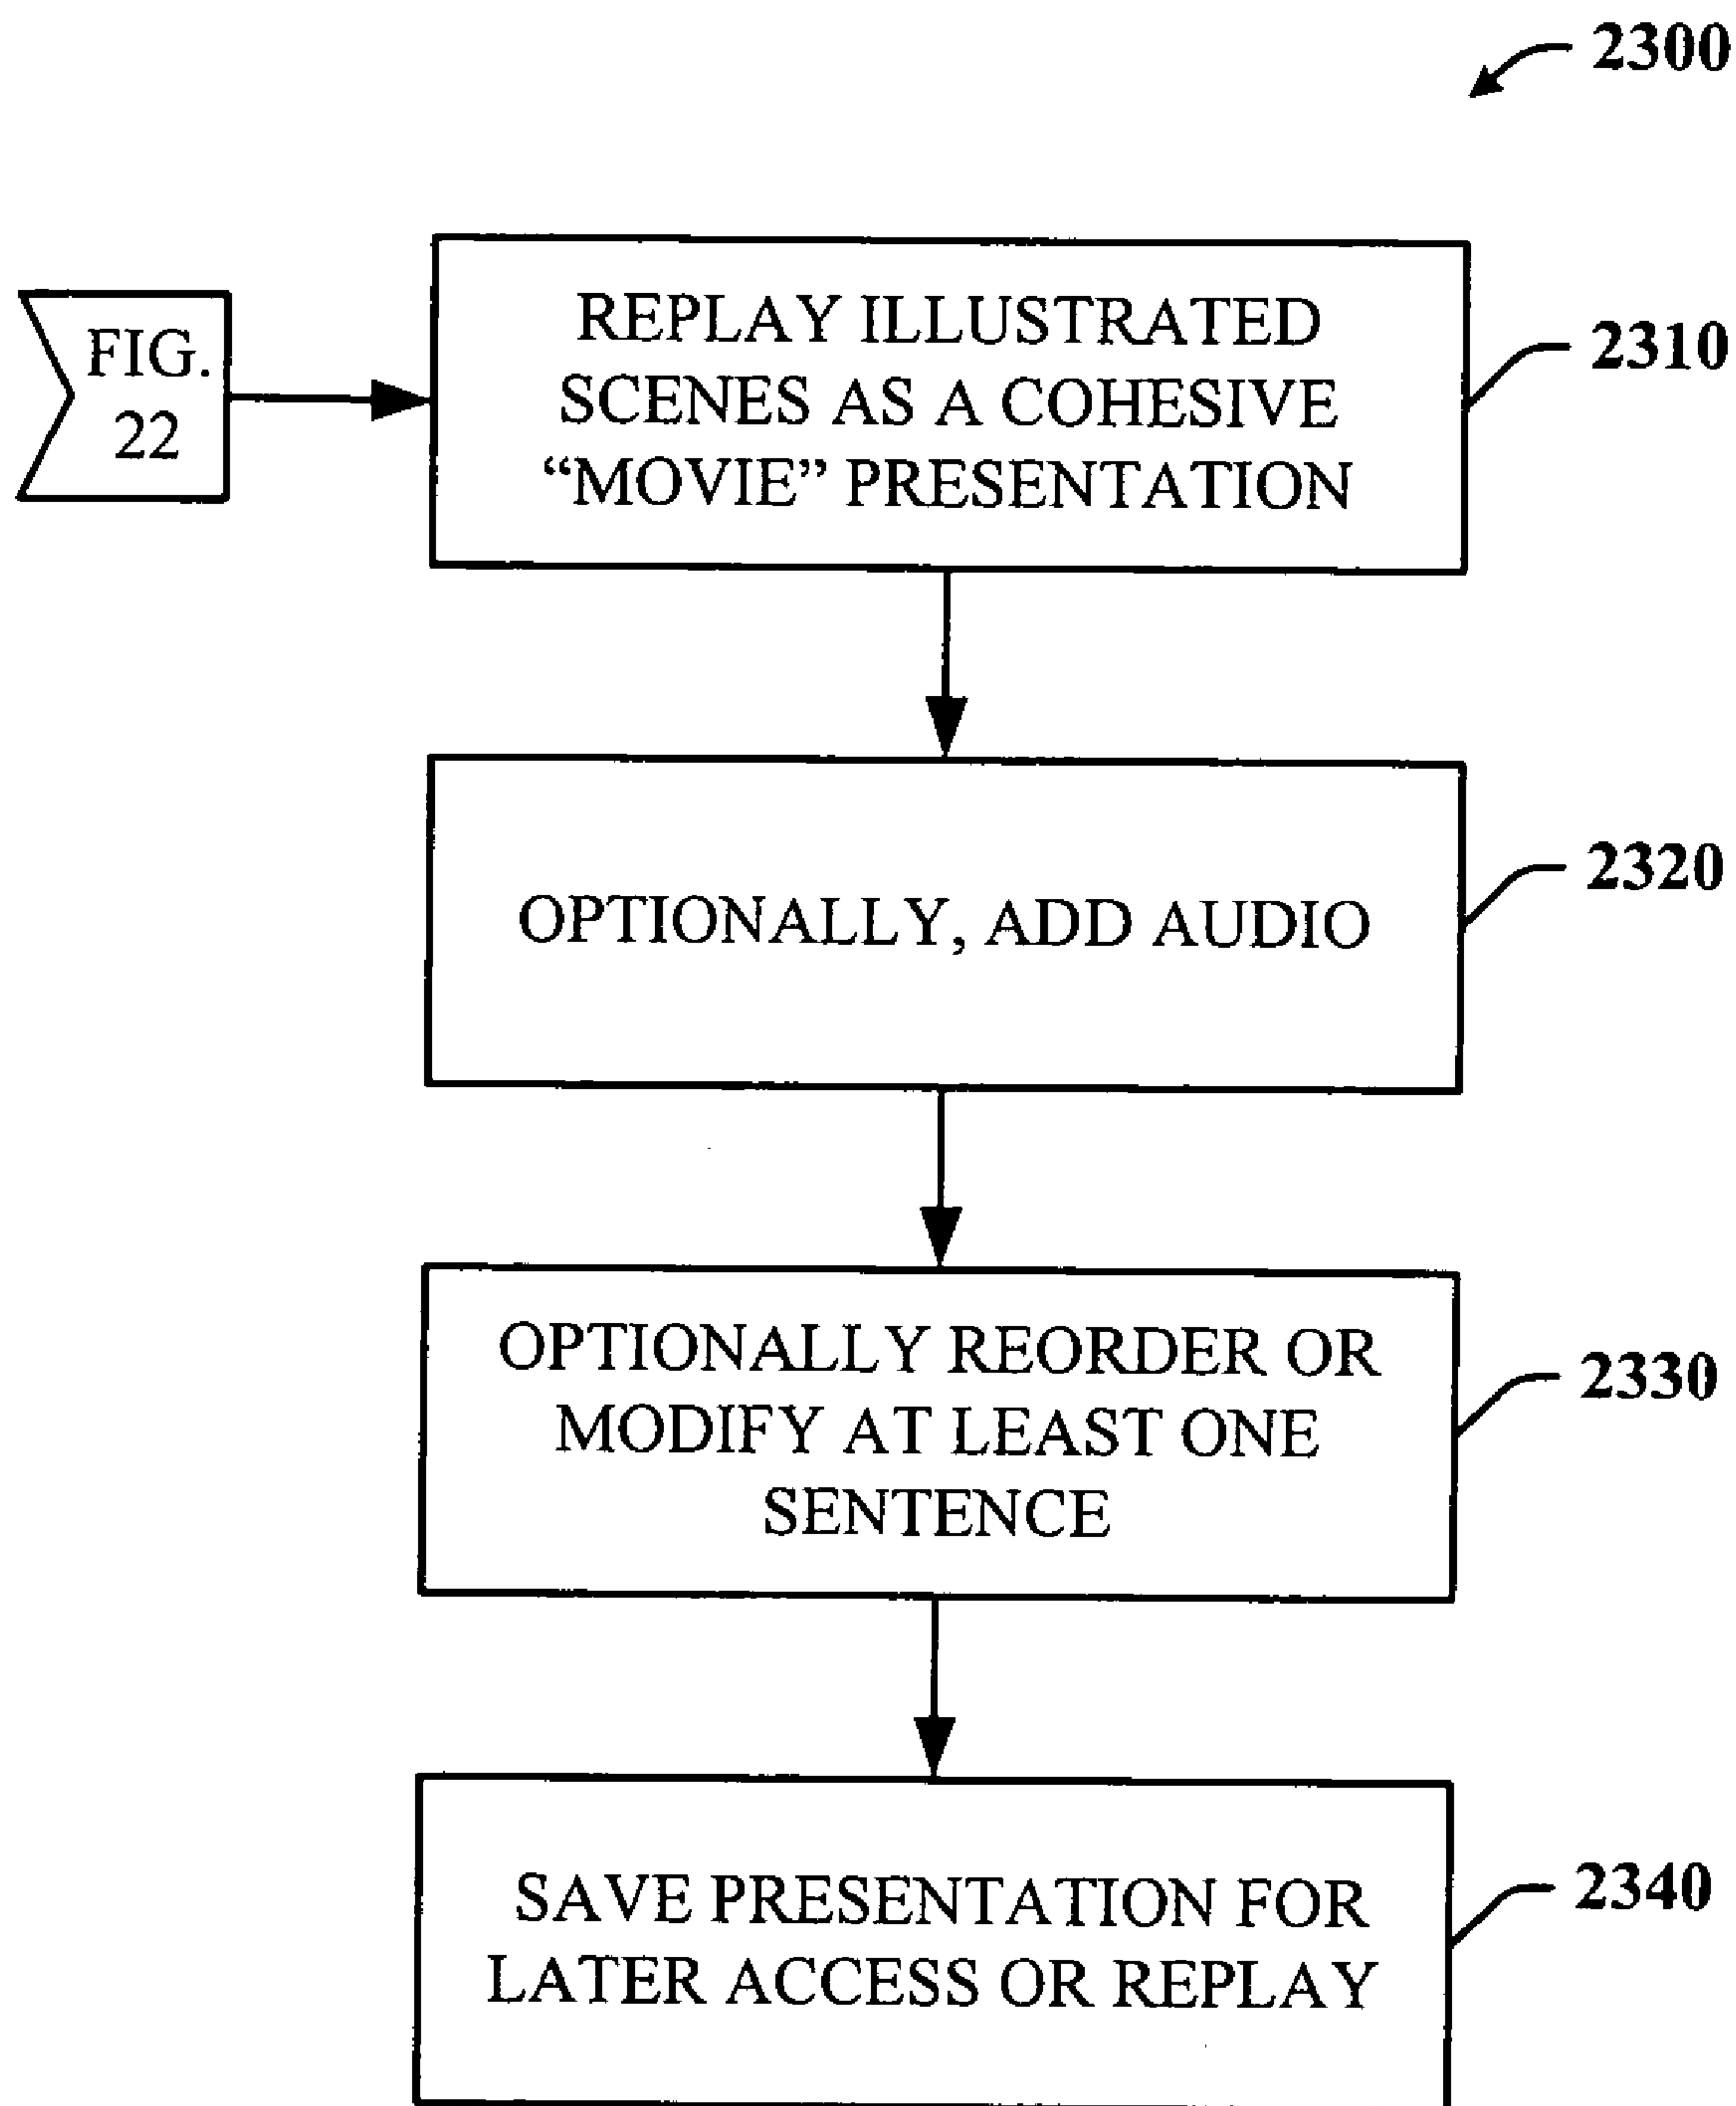 2300
FIG.
22
REPLAY ILLUSTRATED
SCENES AS A COHESIVE
“MOVIE” PRESENTATION
2310
OPTIONALLY, ADD AUDIO
2320
OPTIONALLY REORDER OR
MODIFY AT LEAST ONE
SENTENCE
2330
SAVE PRESENTATION FOR
LATER ACCESS OR REPLAY
2340